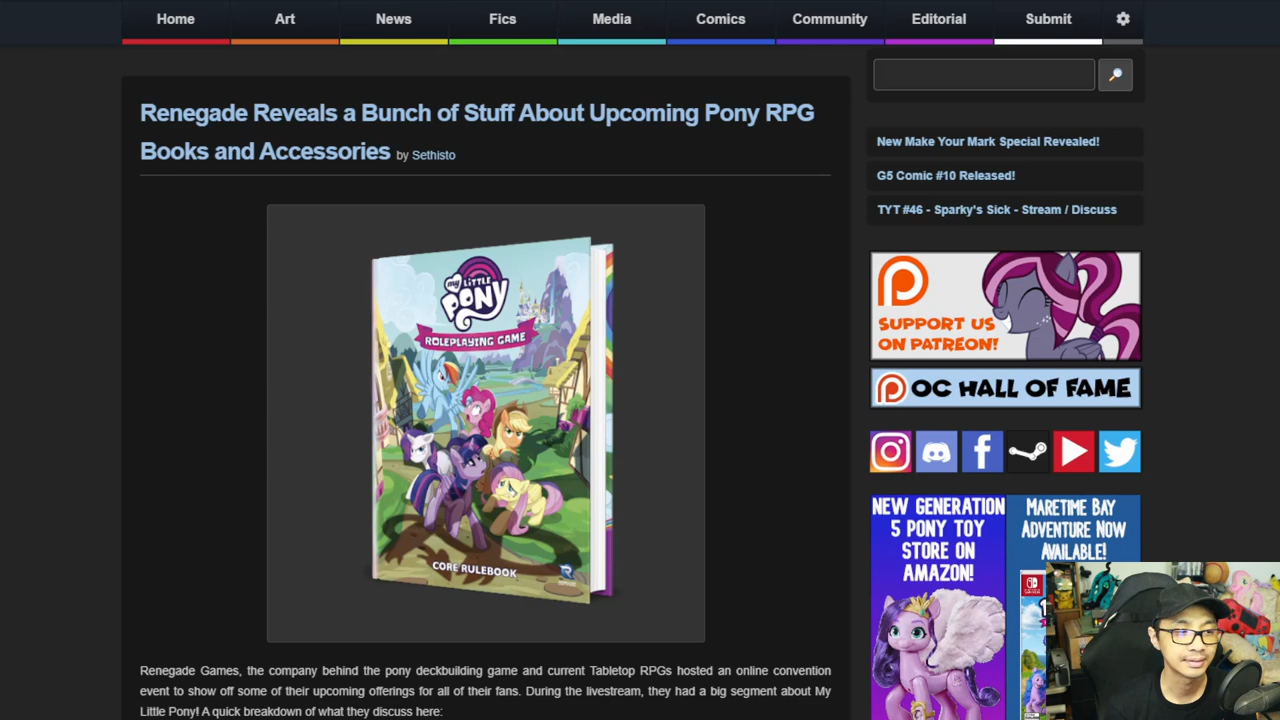 Home Art News Fics Media Comics Community Editorial Submit
Renegade Reveals a Bunch of Stuff About Upcoming Pony RPG
Books and Accessories by Sethisto
my LITTLE
PONY
ROLEPLAYING GAME
CORE RULEBOOK
Renegade Games, the company behind the pony deckbuilding game and current Tabletop RPGs hosted an online convention
event to show off some of their upcoming offerings for all of their fans. During the livestream, they had a big segment about My
Little Pony! A quick breakdown of what they discuss here:
New Make Your Mark Special Revealed!
G5 Comic #10 Released!
TYT #46 - Sparky's Sick - Stream / Discuss
SUPPORT US
ON PATREON!
OC HALL OF FAME
NEW GENERATION
5 PONY TOY
STORE ON
AMAZON!
MARETIME BAY
ADVENTURE NOW
AVAILABLE!